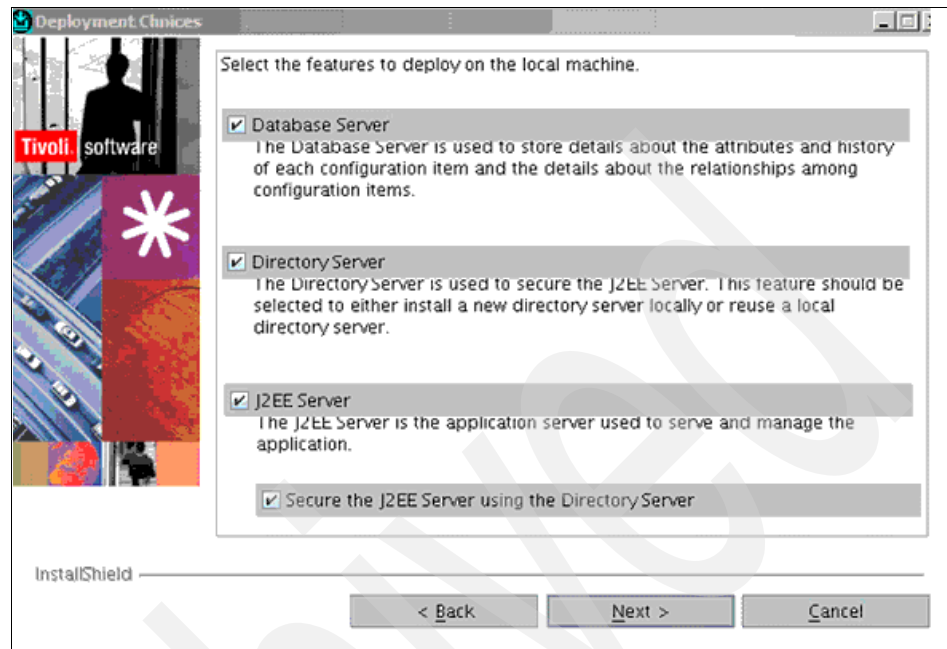 Deployment Choices
Select the features to deploy on the local machine.
Tivoli. software
Database Server
The Database Server is used to store details about the attributes and history
of each configuration item and the details about the relationships among
configuration items.
Directory Server
The Directory Server is used to secure the J2EE Server. This feature should be
selected to either install a new directory server locally or reuse a local
directory server.
J2EE Server
The J2EE Server is the application server used to serve and manage the
application.
Secure the J2EE Server using the Directory Server
InstallShield
< Back
Next >
Cancel